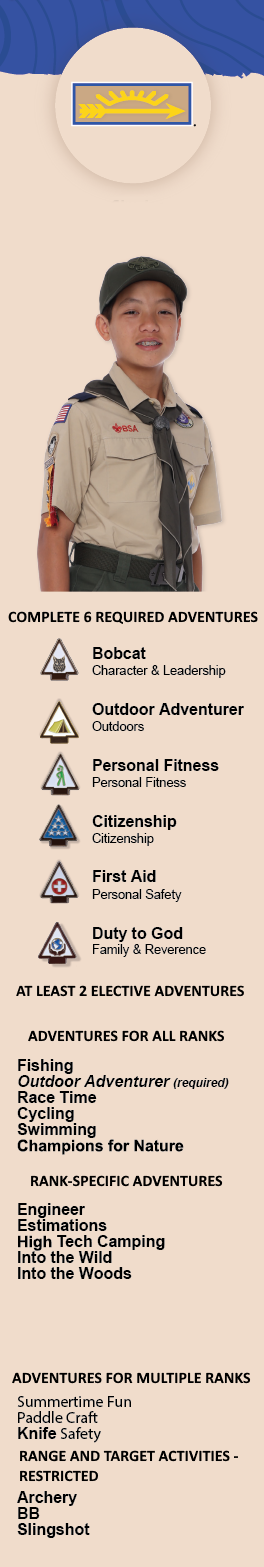 BSA
COMPLETE 6 REQUIRED ADVENTURES
Bobcat
Character & Leadership
Outdoor Adventurer
Outdoors
Personal Fitness
Personal Fitness
Citizenship
Citizenship
First Aid
Personal Safety
Duty to God
Family & Reverence
AT LEAST 2 ELECTIVE ADVENTURES
ADVENTURES FOR ALL RANKS
Fishing
Outdoor Adventurer (required)
Race Time
Cycling
Swimming
Champions for Nature
RANK-SPECIFIC ADVENTURES
Engineer
Estimations
High Tech Camping
Into the Wild
Into the Woods
ADVENTURES FOR MULTIPLE RANKS
Summertime Fun
Paddle Craft
Knife Safety
RANGE AND TARGET ACTIVITIES -
RESTRICTED
Archery
BB
Slingshot